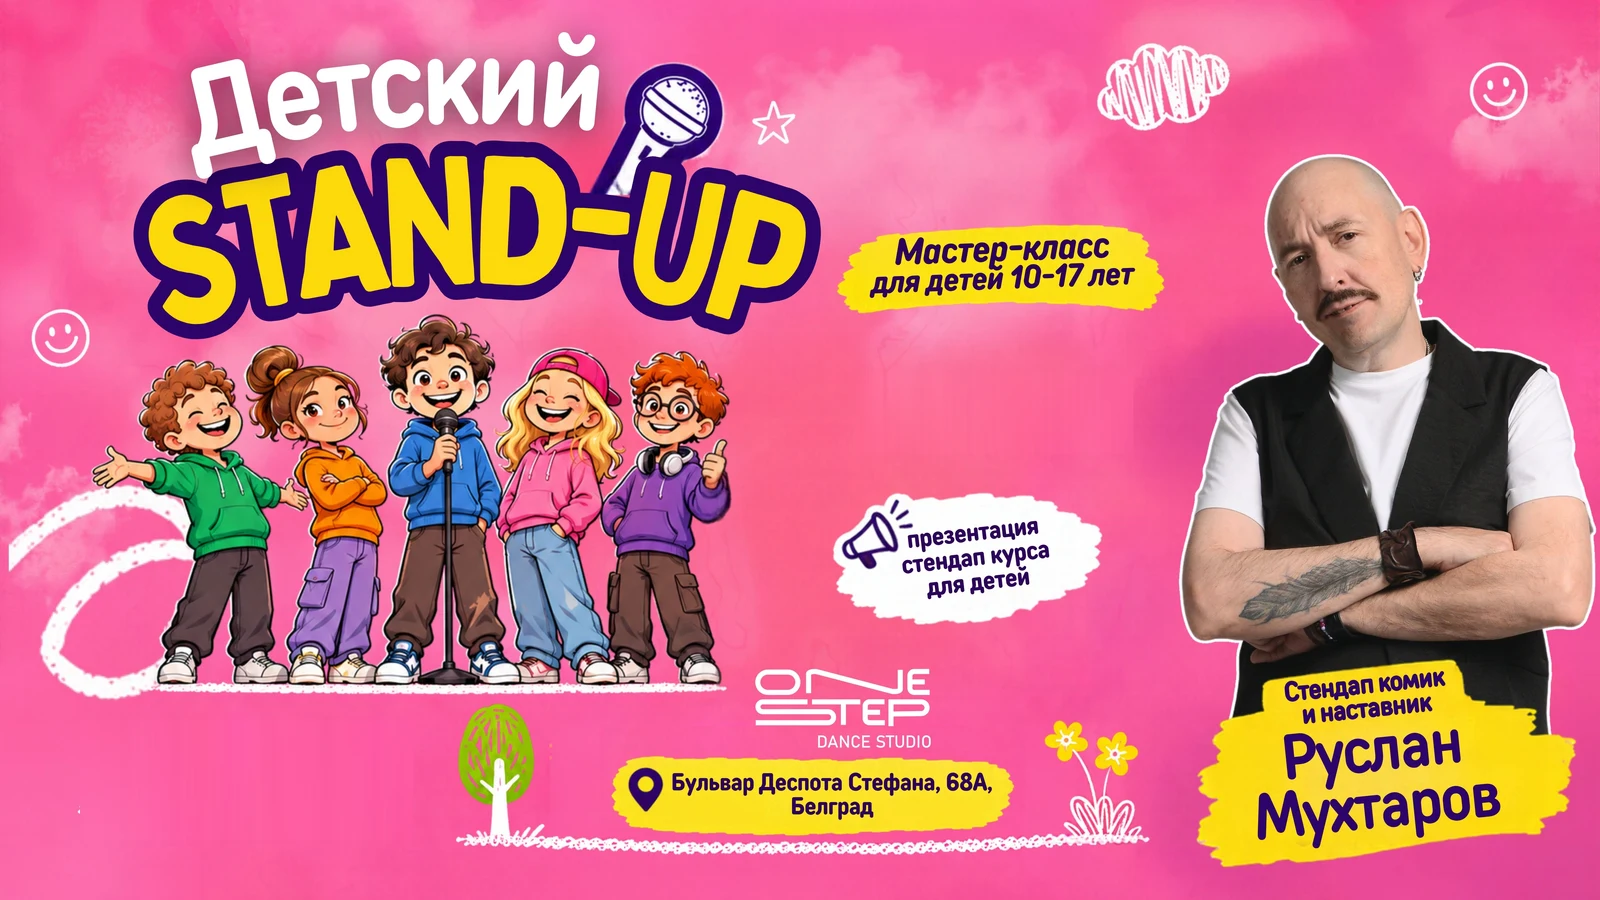 Детский
STAND-UP
Мастер-класс
для детей 10-17 лет
презентация
стендап курса
для детей
ONE
STEP
DANCE STUDIO
Бульвар Деспота Стефана, 68А,
Белград
Стендап комик
и наставник
Руслан
Мухтаров